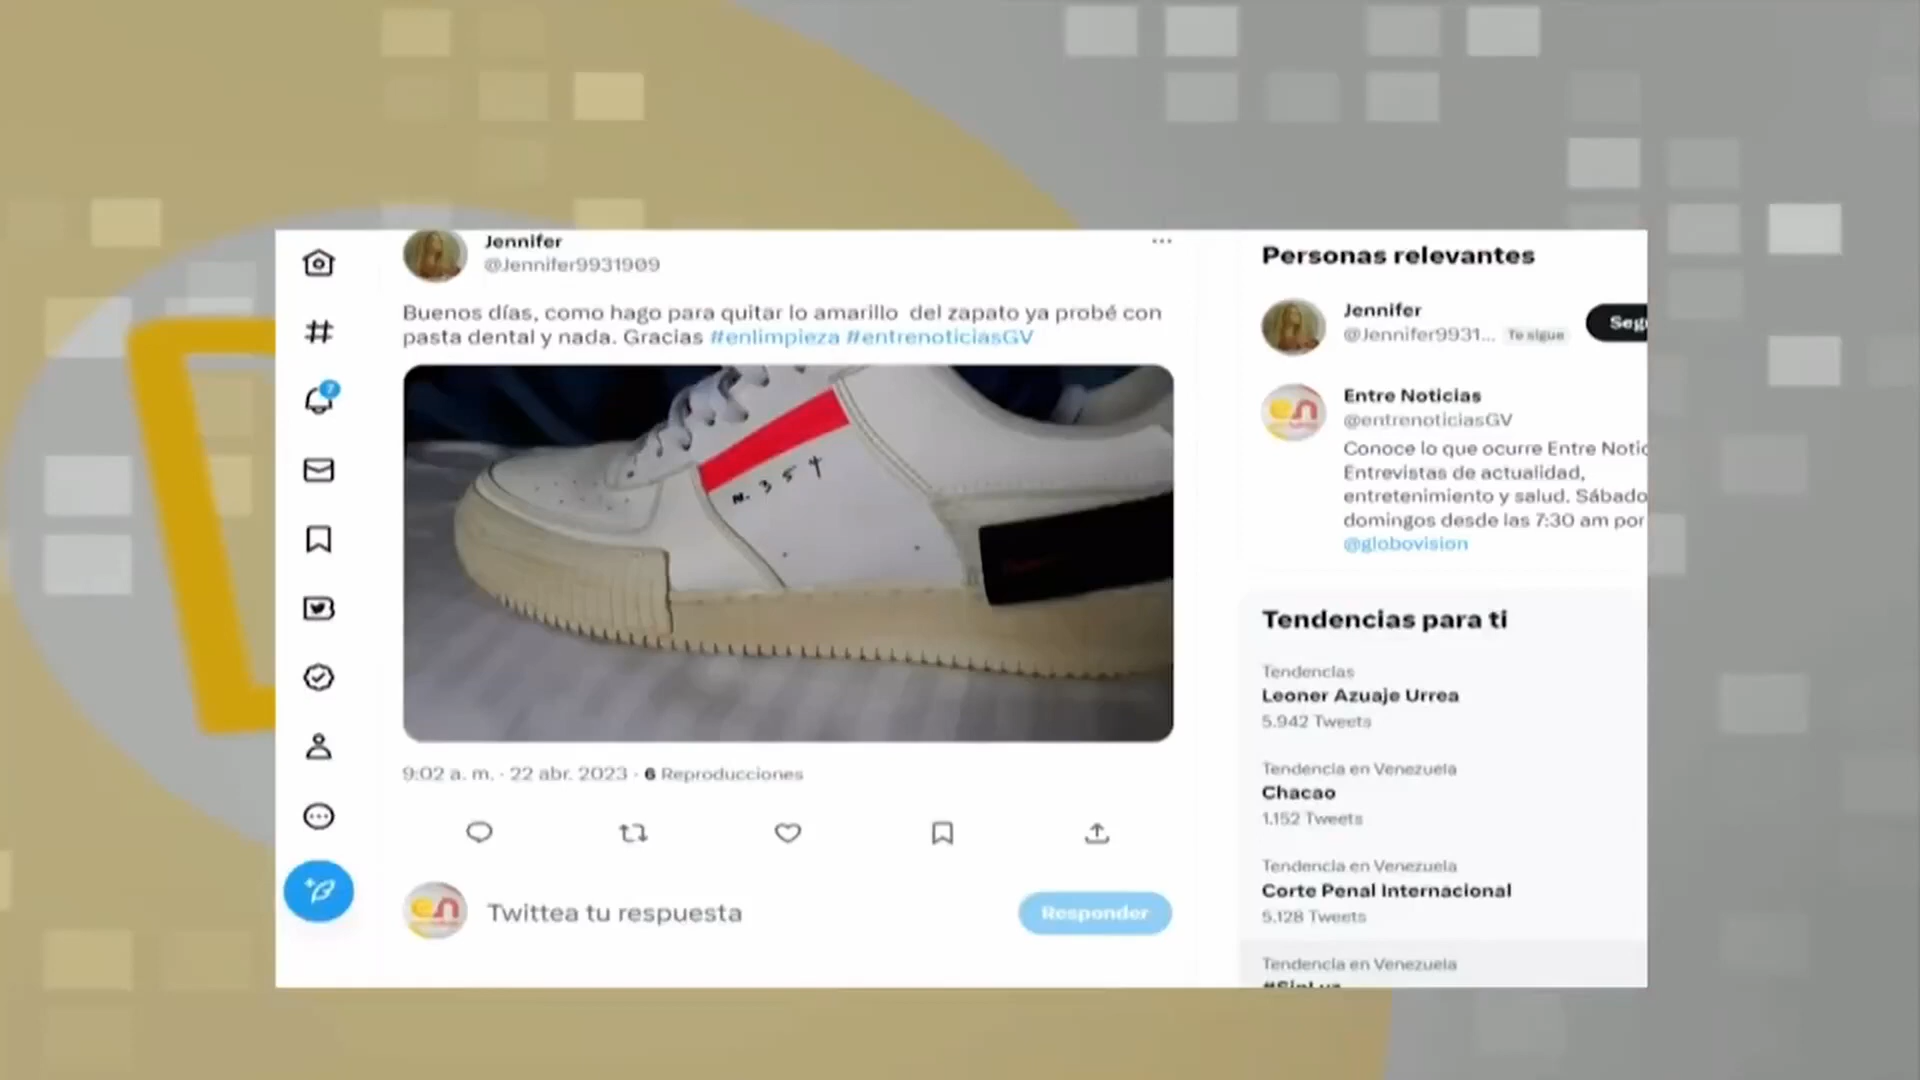 Jennifer
@Jennifer9931909
Buenos días, como hago para quitar lo amarillo del zapato ya probé con
pasta dental y nada. Gracias #enlimpieza #entrenoticiasGV
N. 354
9:02 a. m. · 22 abr. 2023 · 6 Reproducciones
Twittea tu respuesta
Responder
7
Personas relevantes
Jennifer
@Jennifer9931... Te sigue
Segu
Entre Noticias
@entrenoticiasGV
Conoce lo que ocurre Entre Notic
Entrevistas de actualidad,
entretenimiento y salud. Sábado
domingos desde las 7:30 am por
@globovision
Tendencias para ti
Tendencias
Leoner Azuaje Urrea
5.942 Tweets
Tendencia en Venezuela
Chacao
1.152 Tweets
Tendencia en Venezuela
Corte Penal Internacional
5.128 Tweets
Tendencia en Venezuela